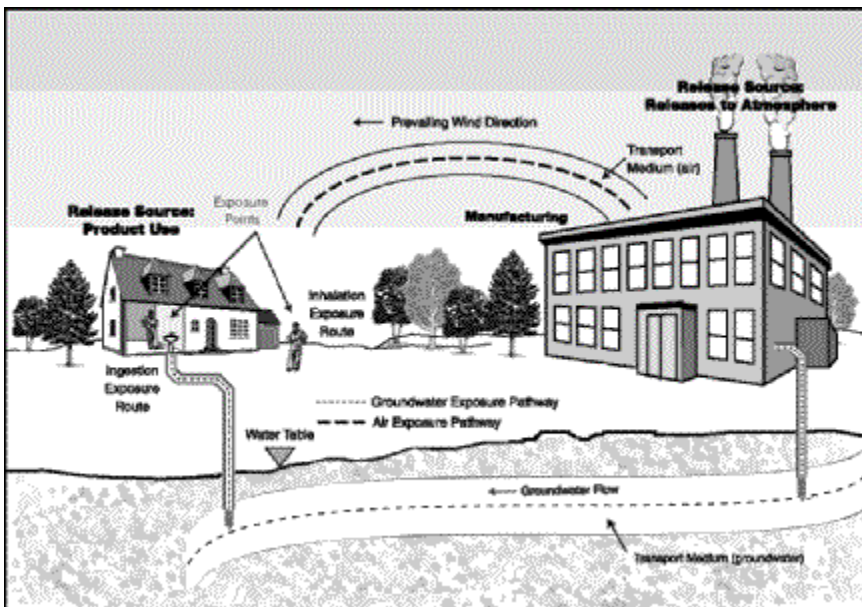 Release Source:
Releases to Atmosphere
Prevailing Wind Direction
Transport
Medium (air)
Release Source:
Product Use
Exposure
Points
Manufacturing
Inhalation
Exposure
Route
Ingestion
Exposure
Route
Groundwater Exposure Pathway
Air Exposure Pathway
Water Table
Groundwater Flow
Transport Medium (groundwater)